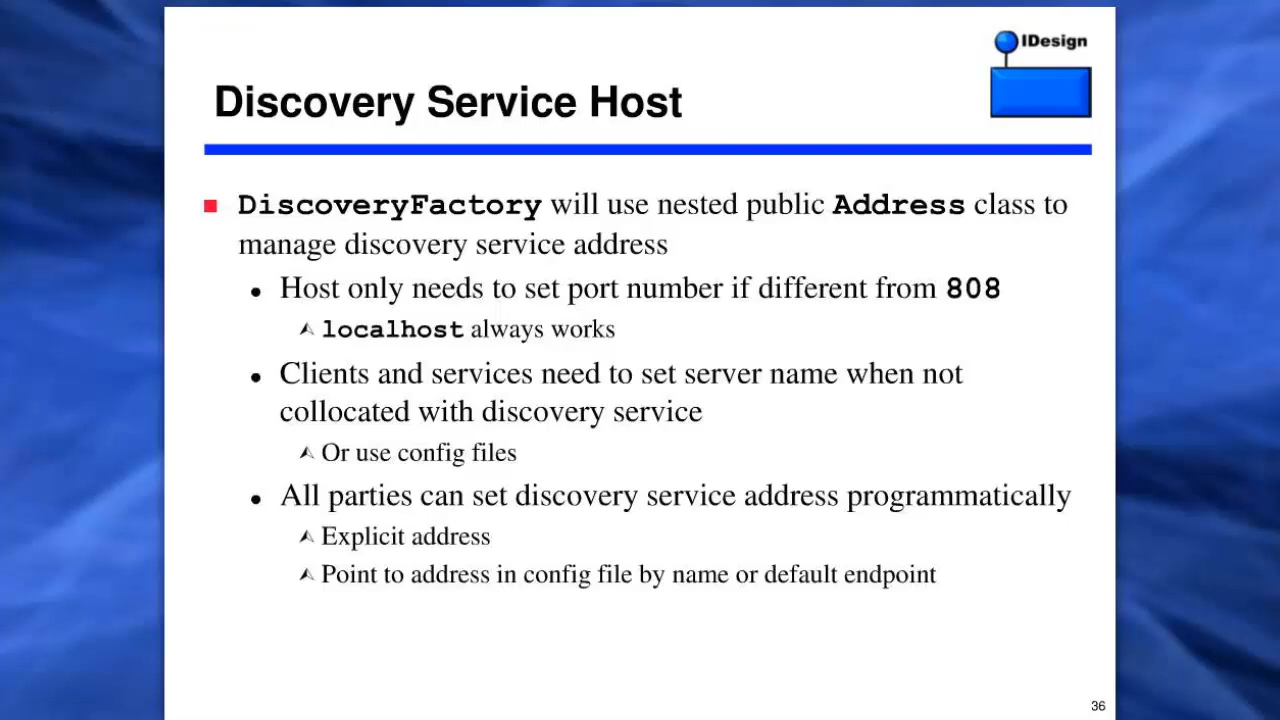 IDesign
Discovery Service Host
DiscoveryFactory will use nested public Address class to
manage discovery service address
Host only needs to set port number if different from 808
localhost always works
Clients and services need to set server name when not
collocated with discovery service
Or use config files
All parties can set discovery service address programmatically
Explicit address
Point to address in config file by name or default endpoint
36